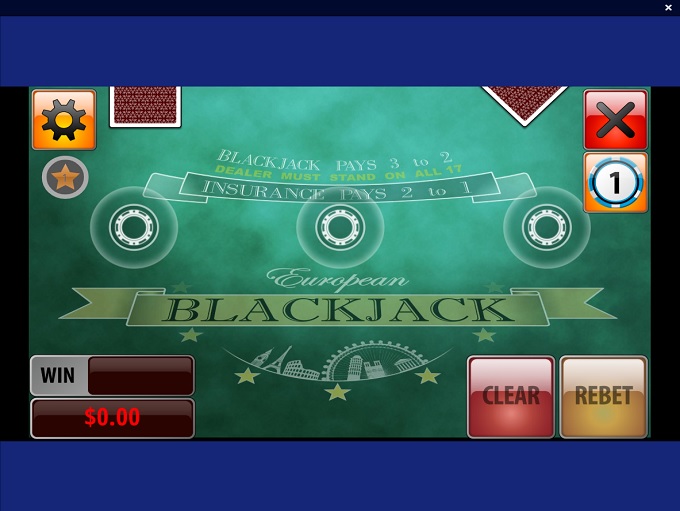 BLACKJACK PAYS 3 to 2
DEALER MUST STAND ON ALL 17
INSURANCE PAYS 2 to 1
1
European
BLACKJACK
WIN
$0.00
CLEAR
REBET